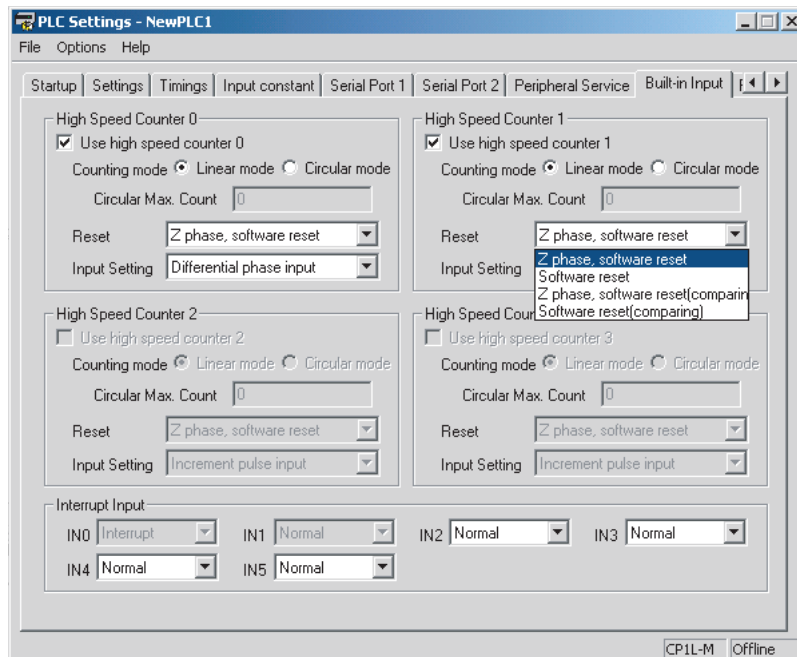 PLC Settings - NewPLC1
File Options Help
Startup Settings Timings Input constant Serial Port 1 Serial Port 2 Peripheral Service Built-in Input
High Speed Counter 0
Use high speed counter 0
Counting mode Linear mode Circular mode
Circular Max. Count 0
Reset Z phase, software reset
Input Setting Differential phase input
High Speed Counter 1
Use high speed counter 1
Counting mode Linear mode Circular mode
Circular Max. Count 0
Reset Z phase, software reset
Z phase, software reset
Software reset
Z phase, software reset(comparin
Software reset(comparing)
Input Setting
High Speed Counter 2
Use high speed counter 2
Counting mode Linear mode Circular mode
Circular Max. Count 0
Reset Z phase, software reset
Input Setting Increment pulse input
High Speed Coun
Use high speed counter 3
Counting mode Linear mode Circular mode
Circular Max. Count 0
Reset Z phase, software reset
Input Setting Increment pulse input
Interrupt Input
IN0 Interrupt IN1 Normal IN2 Normal IN3 Normal
IN4 Normal IN5 Normal
CP1L-M Offline